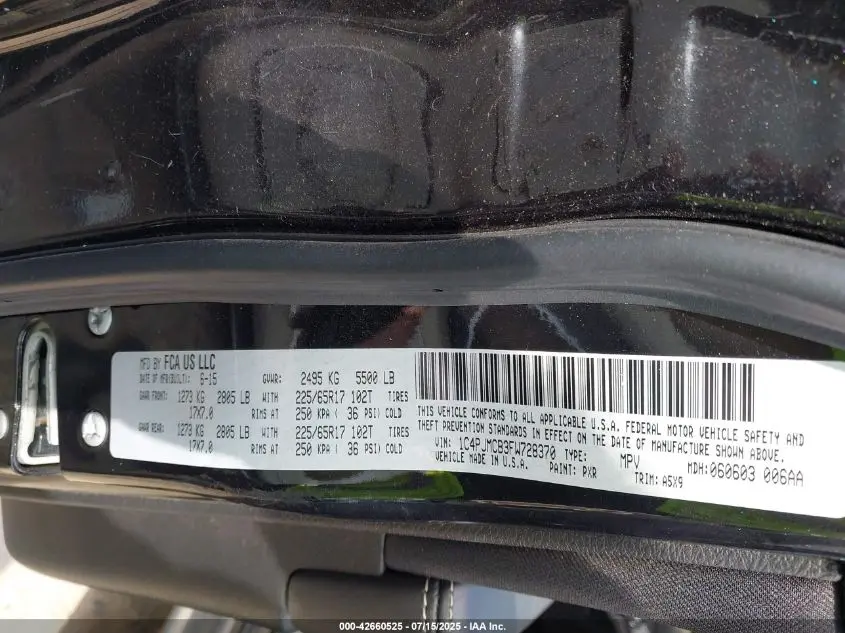 MFD BY FCA US LLC
DATE OF MFR(BUILT): 6-15 GVWR: 2495 KG 5500 LB
GAWR FRONT: 1273 KG 2805 LB WITH 225/65R17 102T TIRES
17X7.0 RIMS AT 250 KPA ( 36 PSI) COLD
GAWR REAR: 1273 KG 2805 LB WITH 225/65R17 102T TIRES
17X7.0 RIMS AT 250 KPA ( 36 PSI) COLD
THIS VEHICLE CONFORMS TO ALL APPLICABLE U.S.A. FEDERAL MOTOR VEHICLE SAFETY AND
THEFT PREVENTION STANDARDS IN EFFECT ON THE DATE OF MANUFACTURE SHOWN ABOVE.
VIN: 1C4PJMCB3FW728370 TYPE: MPV MDH:060603 006AA
VEHICLE MADE IN U.S.A. PAINT: PXR TRIM: A5X9
000-42660525 - 07/15/2025 - IAA Inc.